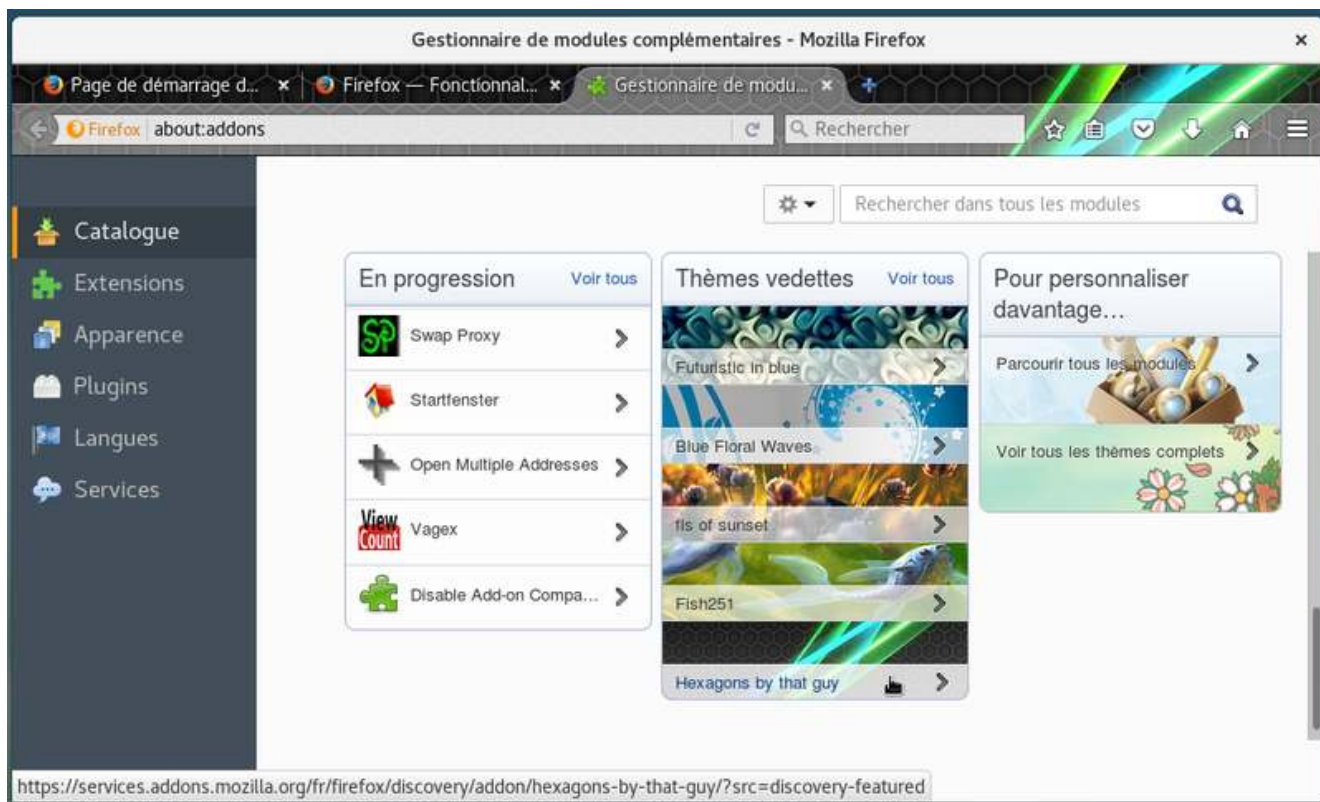 Gestionnaire de modules complémentaires - Mozilla Firefox
Page de démarrage d...
Firefox — Fonctionnal...
Gestionnaire de modu...
Firefox about:addons
Rechercher
Rechercher dans tous les modules
Catalogue
Extensions
Apparence
Plugins
Langues
Services
En progression Voir tous
SP Swap Proxy
Startfenster
Open Multiple Addresses
View Count Vagex
Disable Add-on Compa...
Thèmes vedettes Voir tous
Futuristic in blue
Blue Floral Waves
fis of sunset
Fish251
Hexagons by that guy
Pour personnaliser
davantage...
Parcourir tous les modules
Voir tous les thèmes complets
https://services.addons.mozilla.org/fr/firefox/discovery/addon/hexagons-by-that-guy/?src=discovery-featured